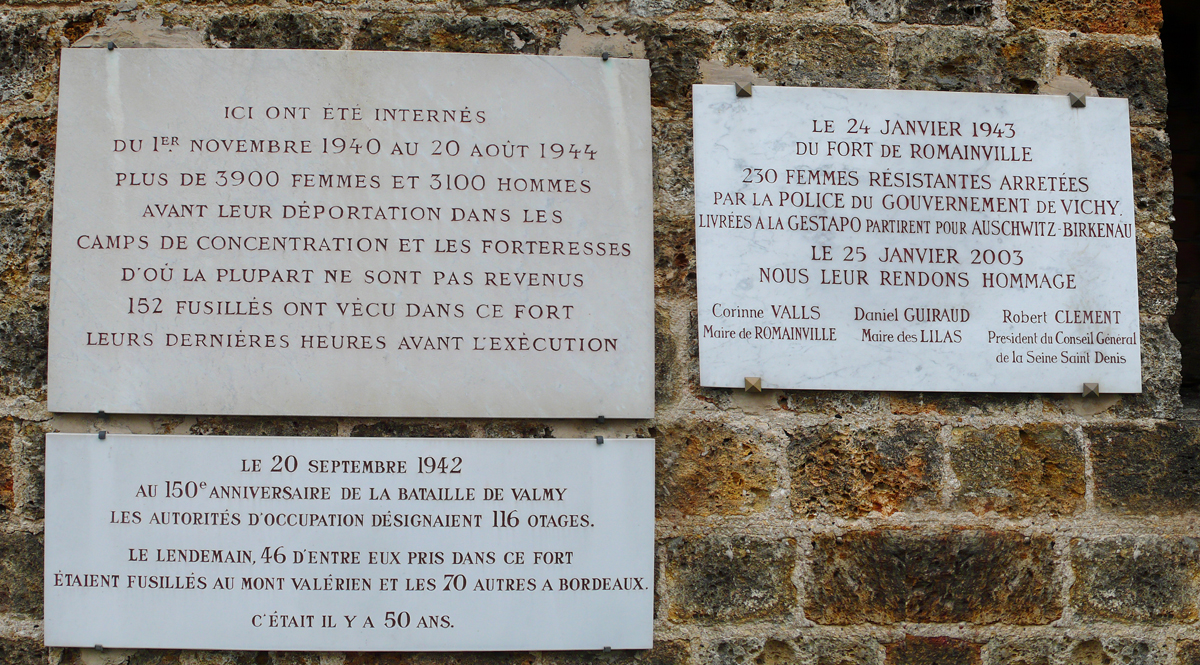 ICI ONT ÉTÉ INTERNÉS
DU 1ER NOVEMBRE 1940 AU 20 AOÛT 1944
PLUS DE 3900 FEMMES ET 3100 HOMMES
AVANT LEUR DÉPORTATION DANS LES
CAMPS DE CONCENTRATION ET LES FORTERESSES
D'OÙ LA PLUPART NE SONT PAS REVENUS
152 FUSILLÉS ONT VÉCU DANS CE FORT
LEURS DERNIÉRES HEURES AVANT L'EXÈCUTION
LE 20 SEPTEMBRE 1942
AU 150e ANNIVERSAIRE DE LA BATAILLE DE VALMY
LES AUTORITÉS D'OCCUPATION DÉSIGNAIENT 116 OTAGES.
LE LENDEMAIN, 46 D'ENTRE EUX PRIS DANS CE FORT
ÉTAIENT FUSILLÉS AU MONT VALÉRIEN ET LES 70 AUTRES A BORDEAUX.
C'ÉTAIT IL Y A 50 ANS.
LE 24 JANVIER 1943
DU FORT DE ROMAINVILLE
230 FEMMES RÉSISTANTES ARRETÉES
PAR LA POLICE DU GOUVERNEMENT DE VICHY,
LIVRÉES A LA GESTAPO PARTIRENT POUR AUSCHWITZ-BIRKENAU
LE 25 JANVIER 2003
NOUS LEUR RENDONS HOMMAGE
Corinne VALLS Daniel GUIRAUD Robert CLEMENT
Maire de ROMAINVILLE Maire des LILAS President du Conseil Général
de la Seine Saint Denis